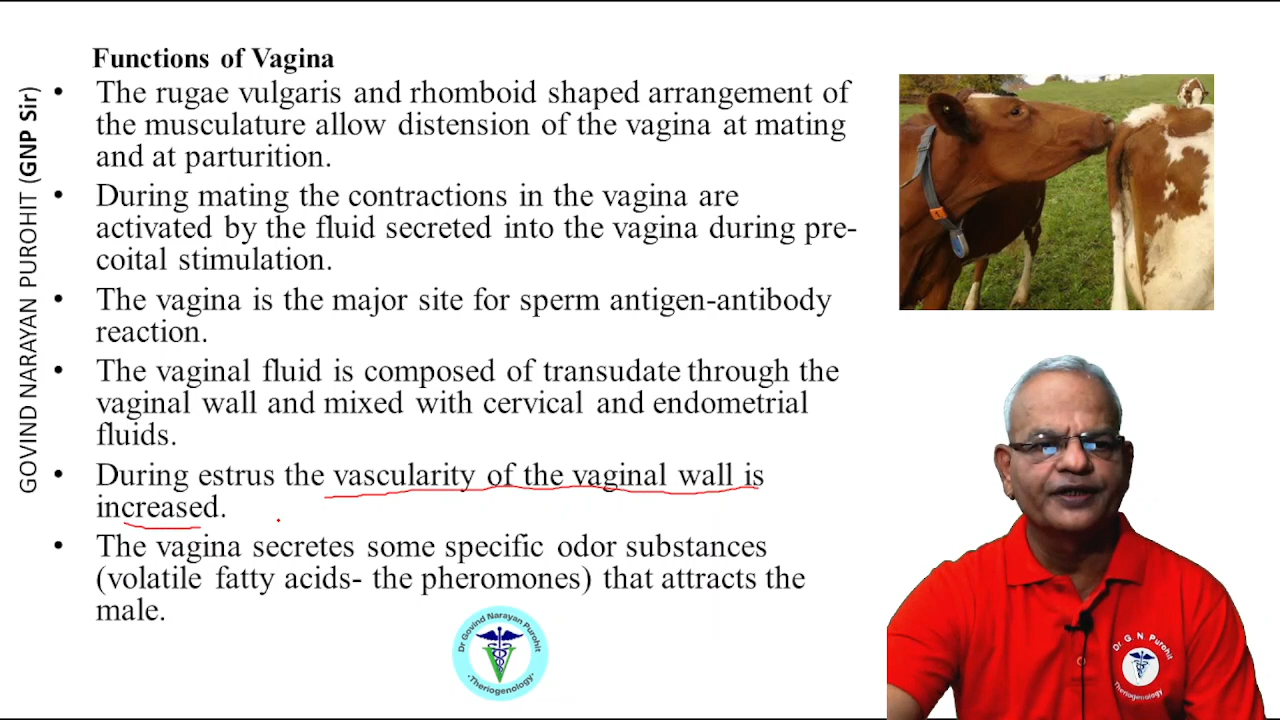 Functions of Vagina
• The rugae vulgaris and rhomboid shaped arrangement of
the musculature allow distension of the vagina at mating
and at parturition.
• During mating the contractions in the vagina are
activated by the fluid secreted into the vagina during pre-
coital stimulation.
• The vagina is the major site for sperm antigen-antibody
reaction.
• The vaginal fluid is composed of transudate through the
vaginal wall and mixed with cervical and endometrial
fluids.
• During estrus the vascularity of the vaginal wall is
increased.
• The vagina secretes some specific odor substances
(volatile fatty acids- the pheromones) that attracts the
male.
GOVIND NARAYAN PUROHIT (GNP Sir)
Dr Govind Narayan Purohit
·Theriogenology·
Dr. G. N. Purohit
Theriogenology